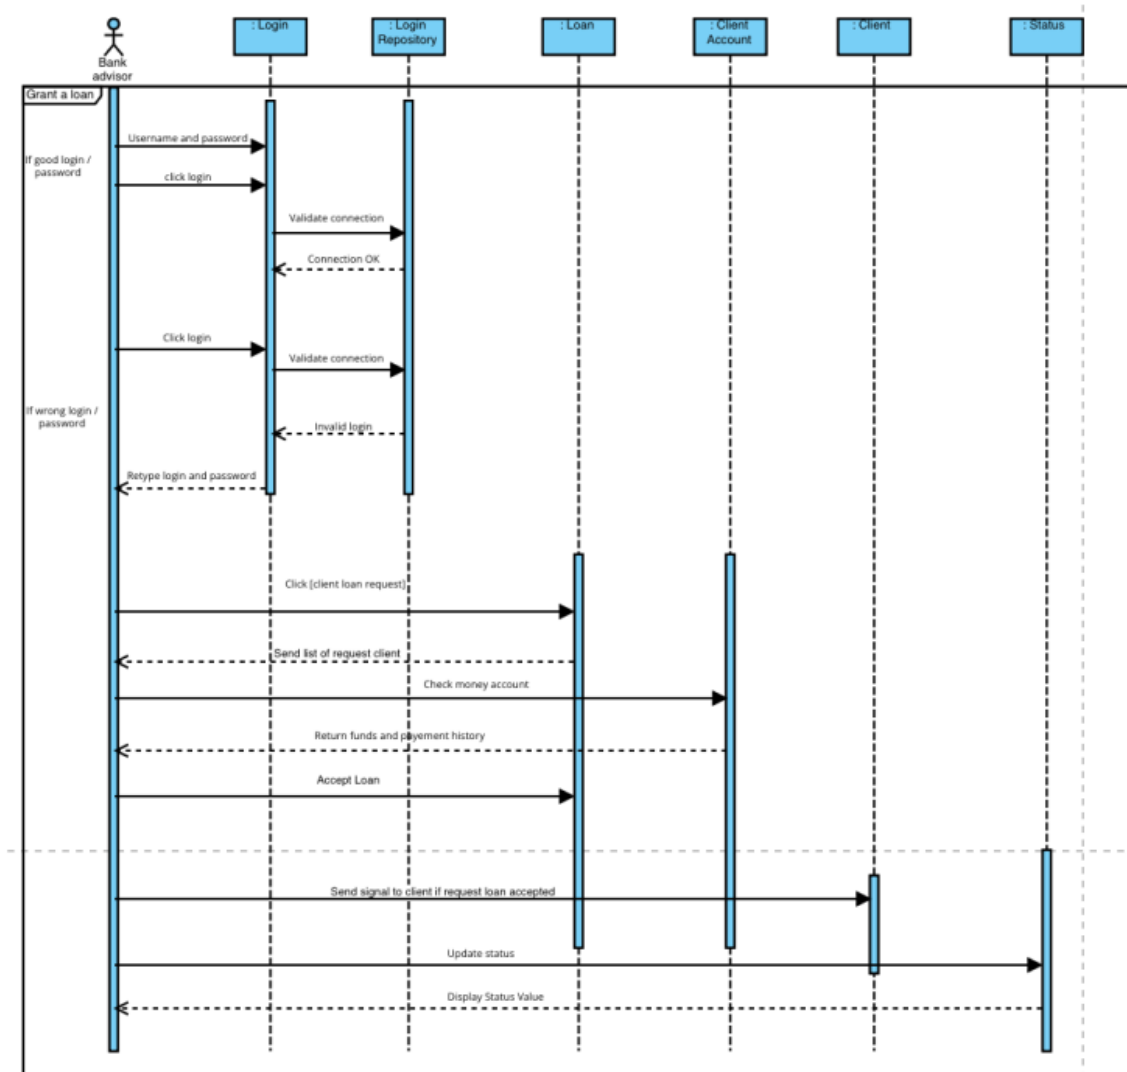 : Login
: Login
Repository
: Loan
: Client
Account
: Client
: Status
Bank
advisor
Grant a loan
Username and password
If good login /
password
click login
Validate connection
Connection OK
Click login
Validate connection
If wrong login /
password
Invalid login
Retype login and password
Click [client loan request]
Send list of request client
Check money account
Return funds and payement history
Accept Loan
Send signal to client if request loan accepted
Update status
Display Status Value